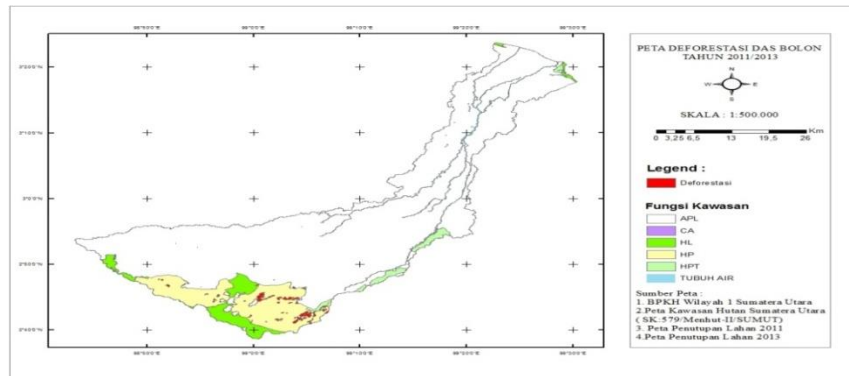 PETA DEFORESTASI DAS BOLON
TAHUN 2011/2013
N
W E
S
SKALA : 1:500.000
Km
0 3,25 6,5 13 19,5 26
Legend :
Deforestasi
Fungsi Kawasan
APL
CA
HL
HP
HPT
TUBUH AIR
Sumber Peta :
1. BPKH Wilayah 1 Sumatera Utara
2.Peta Kawasan Hutan Sumatera Utara
( SK:579/Menhut-II/SUMUT)
3. Peta Penutupan Lahan 2011
4.Peta Penutupan Lahan 2013